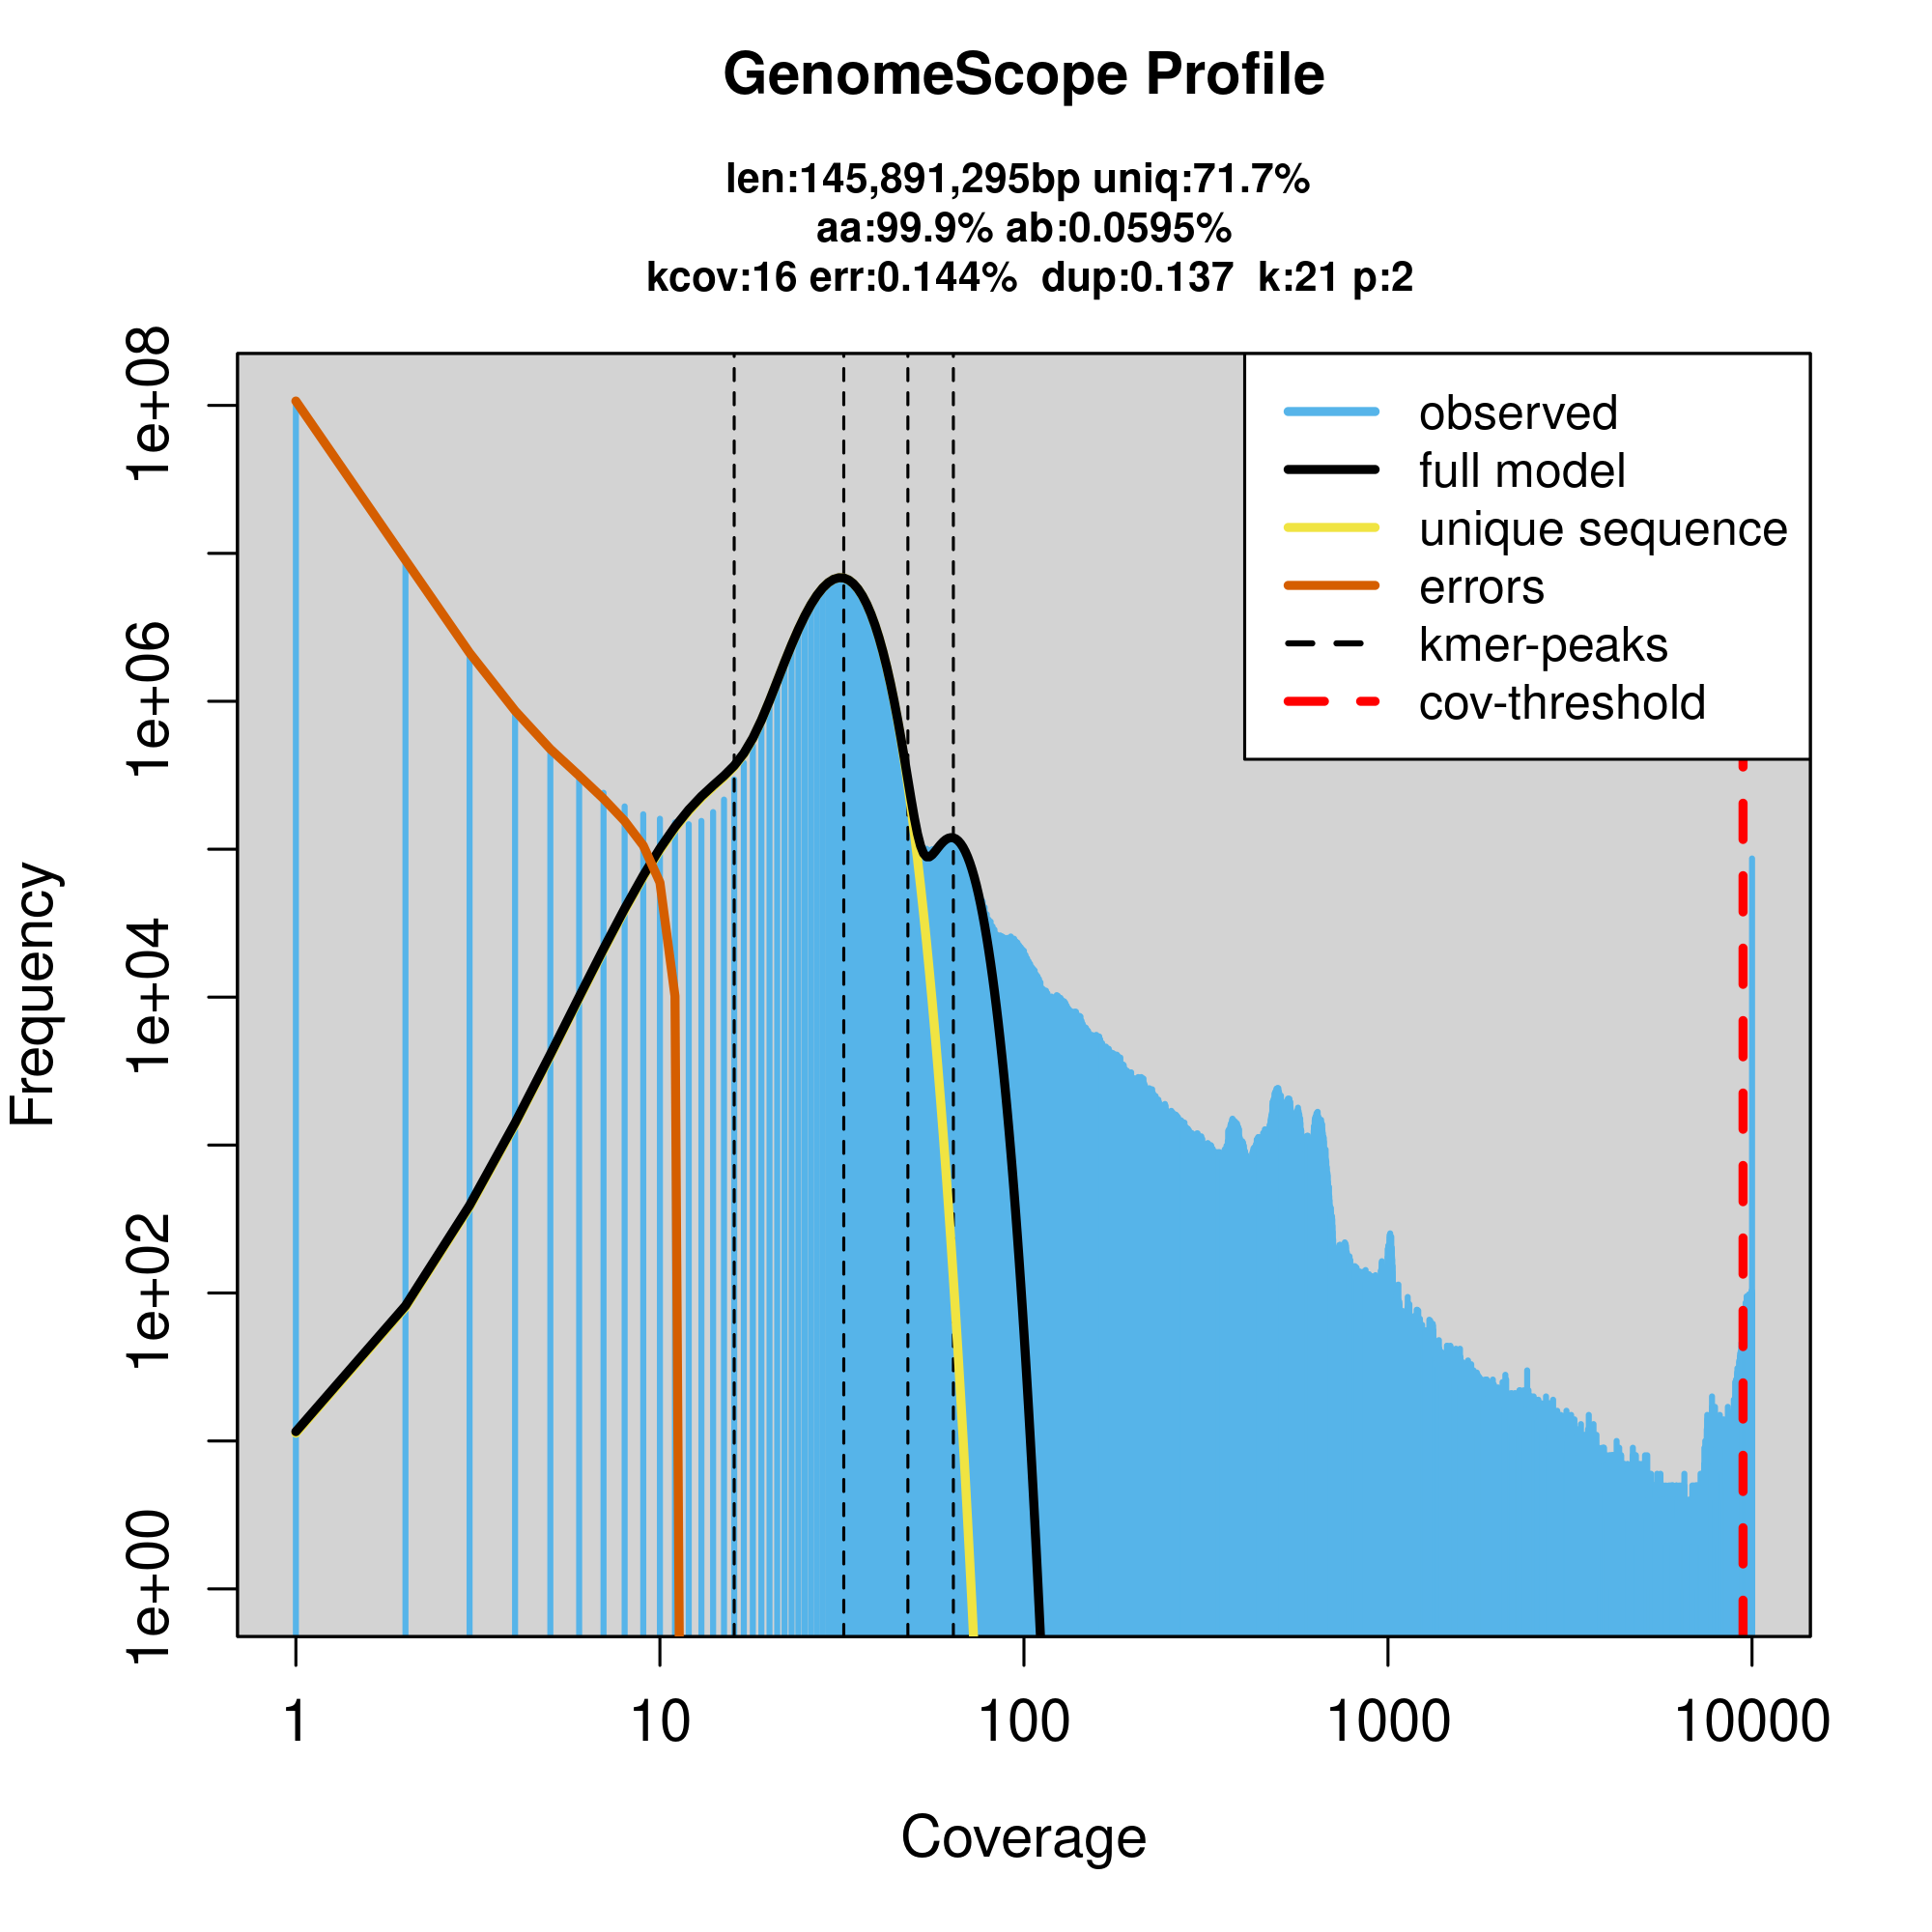 GenomeScope Profile
len:145,891,295bp uniq:71.7%
aa:99.9% ab:0.0595%
kcov:16 err:0.144% dup:0.137 k:21 p:2
observed
full model
unique sequence
errors
kmer-peaks
cov-threshold
1e+08
1e+06
1e+04
1e+02
1e+00
Frequency
1 10 100 1000 10000
Coverage